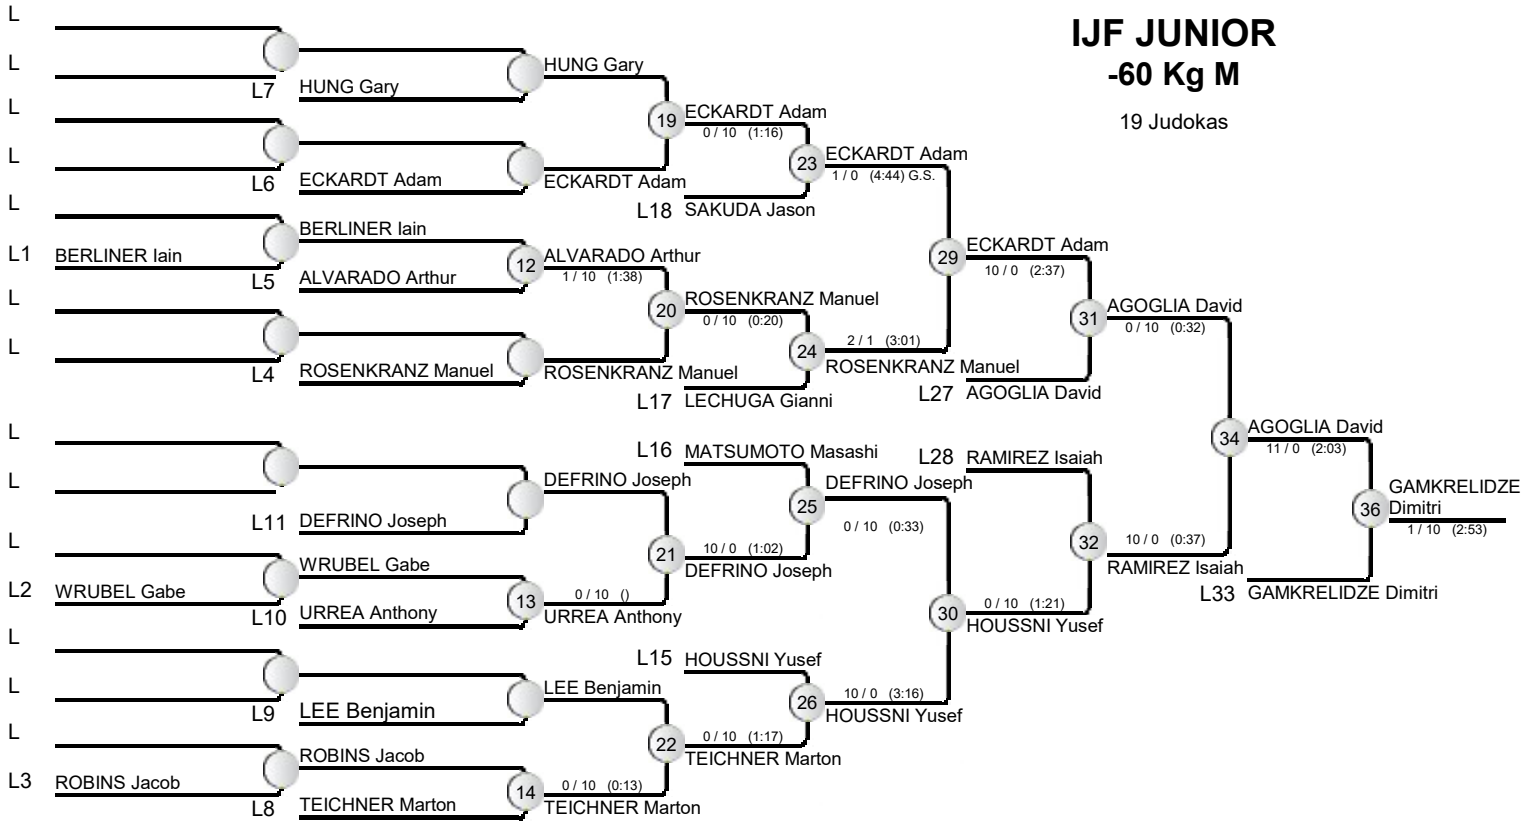 IJF JUNIOR
-60 Kg M
19 Judokas
L
L
L7 HUNG Gary
HUNG Gary
L
L
L6 ECKARDT Adam
ECKARDT Adam
19 ECKARDT Adam
0 / 10 (1:16)
23 ECKARDT Adam
1 / 0 (4:44) G.S.
L18 SAKUDA Jason
L
L1 BERLINER Iain
BERLINER Iain
L5 ALVARADO Arthur
12 ALVARADO Arthur
1 / 10 (1:38)
29 ECKARDT Adam
10 / 0 (2:37)
L
L
L4 ROSENKRANZ Manuel
ROSENKRANZ Manuel
20 ROSENKRANZ Manuel
0 / 10 (0:20)
24
2 / 1 (3:01)
ROSENKRANZ Manuel
L17 LECHUGA Gianni
31 AGOGLIA David
0 / 10 (0:32)
L27 AGOGLIA David
L
L
L11 DEFRINO Joseph
DEFRINO Joseph
L16 MATSUMOTO Masashi
25 DEFRINO Joseph
0 / 10 (0:33)
L28 RAMIREZ Isaiah
34 AGOGLIA David
11 / 0 (2:03)
36 GAMKRELIDZE
Dimitri
1 / 10 (2:53)
L
L2 WRUBEL Gabe
WRUBEL Gabe
L10 URREA Anthony
13
0 / 10 ()
URREA Anthony
21
10 / 0 (1:02)
DEFRINO Joseph
32
10 / 0 (0:37)
RAMIREZ Isaiah
L33 GAMKRELIDZE Dimitri
30
0 / 10 (1:21)
HOUSSNI Yusef
L
L
L9 LEE Benjamin
LEE Benjamin
L15 HOUSSNI Yusef
26
10 / 0 (3:16)
HOUSSNI Yusef
L
L3 ROBINS Jacob
ROBINS Jacob
L8 TEICHNER Marton
14
0 / 10 (0:13)
TEICHNER Marton
22
0 / 10 (1:17)
TEICHNER Marton